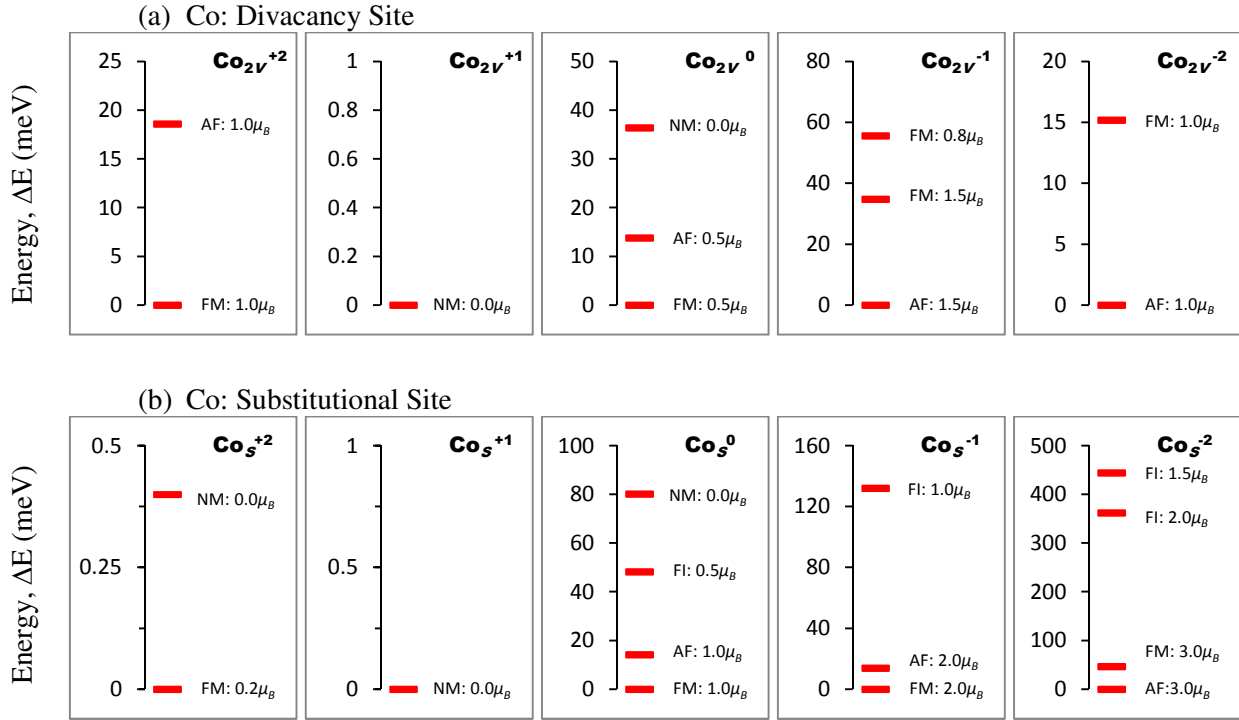 (a) Co: Divacancy Site
Energy, ΔE (meV)
Co2V+2
25
20
15
10
5
0
AF: 1.0μB
FM: 1.0μB
Co2V+1
1
0.8
0.6
0.4
0.2
0
NM: 0.0μB
Co2V0
50
40
30
20
10
0
NM: 0.0μB
AF: 0.5μB
FM: 0.5μB
Co2V-1
80
60
40
20
0
FM: 0.8μB
FM: 1.5μB
AF: 1.5μB
Co2V-2
20
15
10
5
0
FM: 1.0μB
AF: 1.0μB
(b) Co: Substitutional Site
Energy, ΔE (meV)
CoS+2
0.5
0.25
0
NM: 0.0μB
FM: 0.2μB
CoS+1
1
0.5
0
NM: 0.0μB
CoS0
100
80
60
40
20
0
NM: 0.0μB
FI: 0.5μB
AF: 1.0μB
FM: 1.0μB
CoS-1
160
120
80
40
0
FI: 1.0μB
AF: 2.0μB
FM: 2.0μB
CoS-2
500
400
300
200
100
0
FI: 1.5μB
FI: 2.0μB
FM: 3.0μB
AF:3.0μB